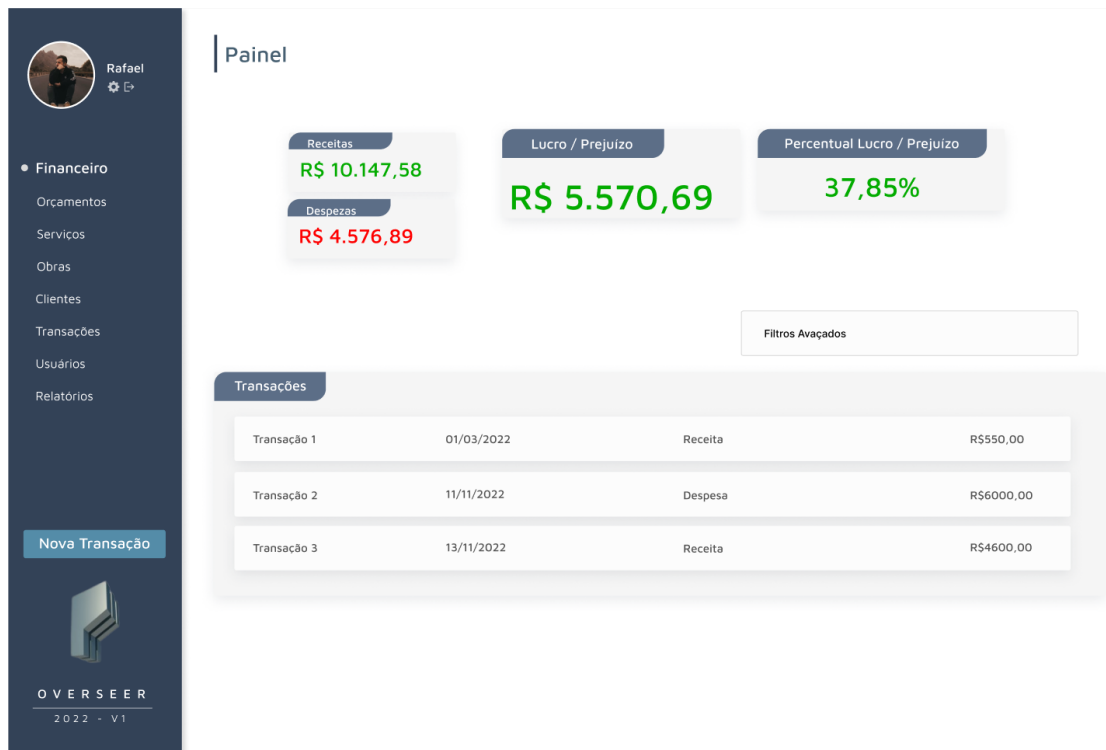 Rafael
Financeiro
Orçamentos
Serviços
Obras
Clientes
Transações
Usuários
Relatórios
Nova Transação
OVERSEER
2022 - V1
Painel
Receitas
R$ 10.147,58
Despezas
R$ 4.576,89
Lucro / Prejuízo
R$ 5.570,69
Percentual Lucro / Prejuízo
37,85%
Filtros Avaçados
Transações
Transação 1 01/03/2022 Receita R$550,00
Transação 2 11/11/2022 Despesa R$6000,00
Transação 3 13/11/2022 Receita R$4600,00